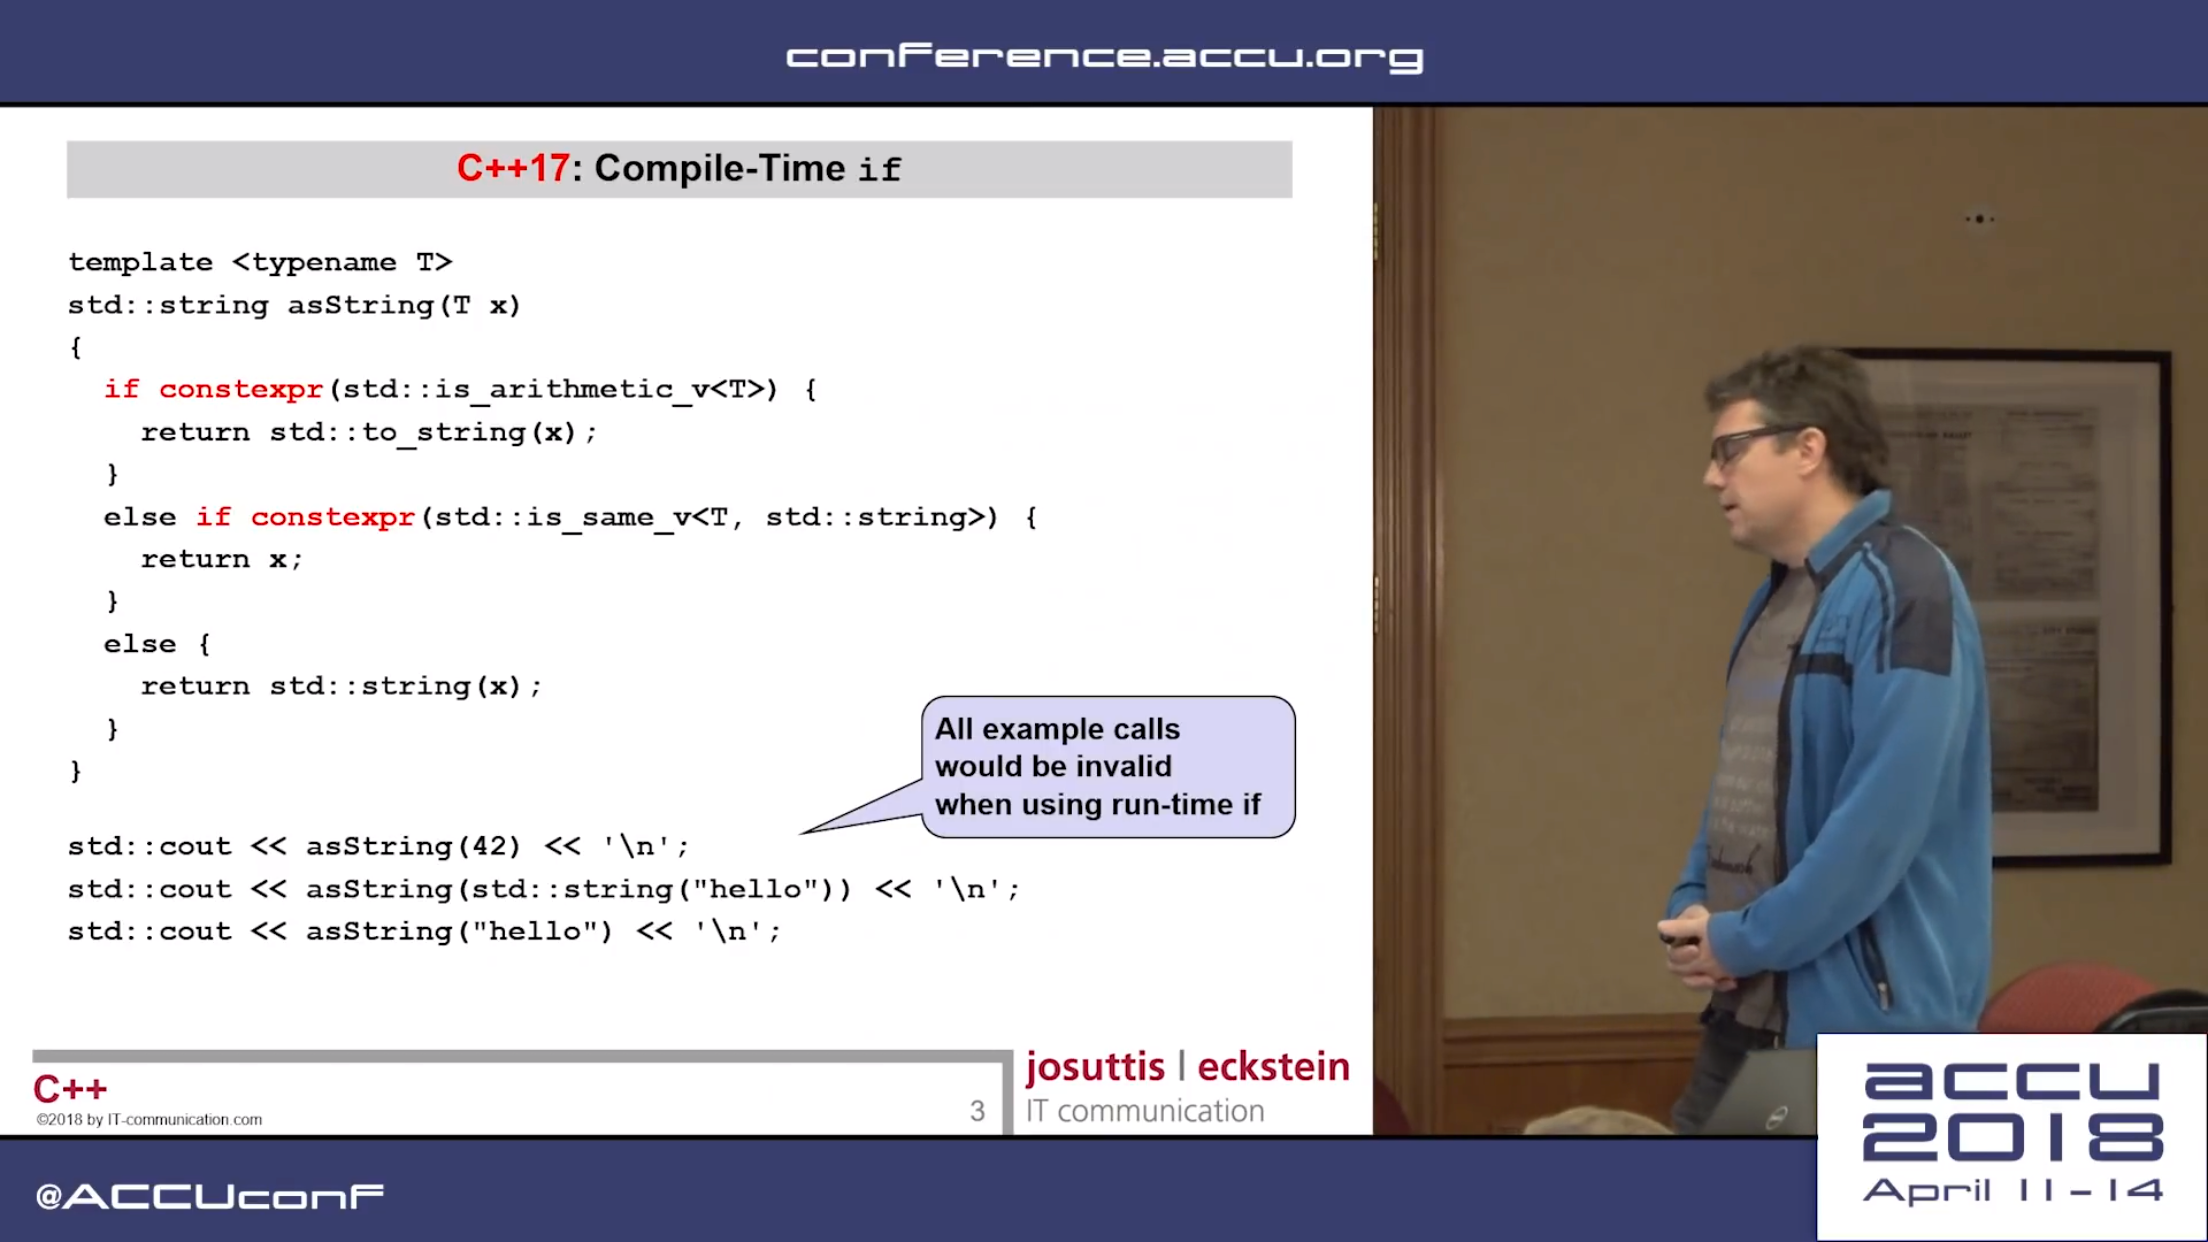 conference.accu.org
C++17: Compile-Time if
template <typename T>
std::string asString(T x)
{
if constexpr(std::is_arithmetic_v<T>) {
return std::to_string(x);
}
else if constexpr(std::is_same_v<T, std::string>) {
return x;
}
else {
return std::string(x);
}
}
All example calls
would be invalid
when using run-time if
std::cout << asString(42) << '\n';
std::cout << asString(std::string("hello")) << '\n';
std::cout << asString("hello") << '\n';
C++
©2018 by IT-communication.com
3
josuttis | eckstein
IT communication
@ACCUconf
accu
2018
April 11-14